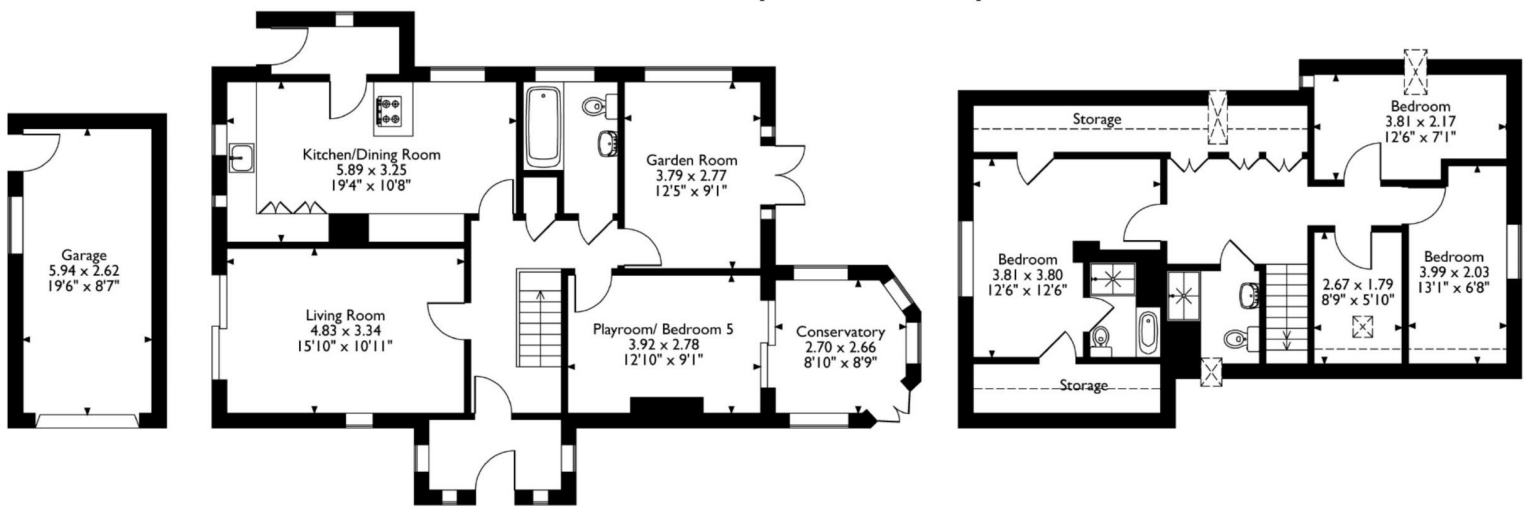 Garage
5.94 x 2.62
19'6" x 8'7"
Kitchen/Dining Room
5.89 x 3.25
19'4" x 10'8"
Garden Room
3.79 x 2.77
12'5" x 9'1"
Living Room
4.83 x 3.34
15'10" x 10'11"
Playroom/ Bedroom 5
3.92 x 2.78
12'10" x 9'1"
Conservatory
2.70 x 2.66
8'10" x 8'9"
Storage
Bedroom
3.81 x 2.17
12'6" x 7'1"
Bedroom
3.81 x 3.80
12'6" x 12'6"
2.67 x 1.79
8'9" x 5'10"
Bedroom
3.99 x 2.03
13'1" x 6'8"
Storage